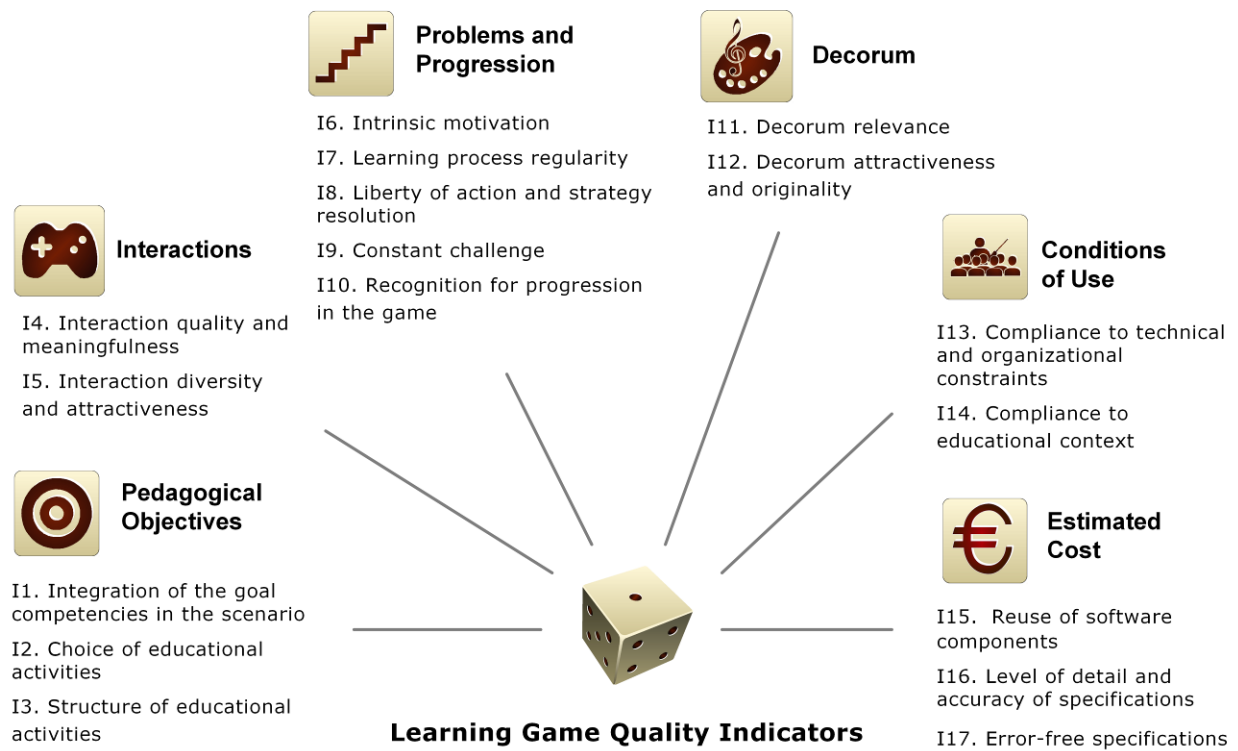 Problems and
Progression
I6. Intrinsic motivation
I7. Learning process regularity
I8. Liberty of action and strategy
resolution
I9. Constant challenge
I10. Recognition for progression
in the game
Decorum
I11. Decorum relevance
I12. Decorum attractiveness
and originality
Interactions
I4. Interaction quality and
meaningfulness
I5. Interaction diversity
and attractiveness
Conditions
of Use
I13. Compliance to technical
and organizational
constraints
I14. Compliance to
educational context
Pedagogical
Objectives
I1. Integration of the goal
competencies in the scenario
I2. Choice of educational
activities
I3. Structure of educational
activities
€
Estimated
Cost
I15. Reuse of software
components
I16. Level of detail and
accuracy of specifications
I17. Error-free specifications
Learning Game Quality Indicators